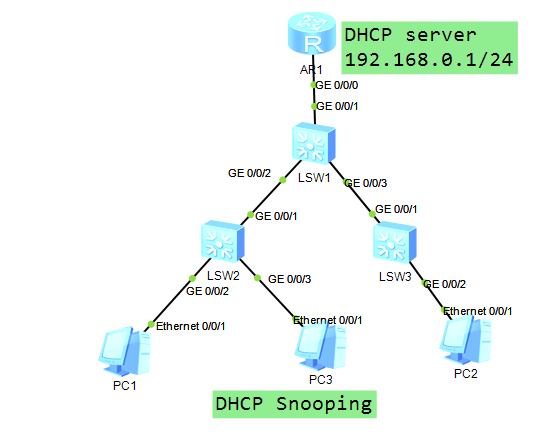 DHCP server
192.168.0.1/24
R
AR1
GE 0/0/0
GE 0/0/1
LSW1
GE 0/0/2
GE 0/0/3
GE 0/0/1
GE 0/0/1
LSW2
LSW3
GE 0/0/2
GE 0/0/3
GE 0/0/2
Ethernet 0/0/1
Ethernet 0/0/1
Ethernet 0/0/1
PC1
PC3
PC2
DHCP Snooping